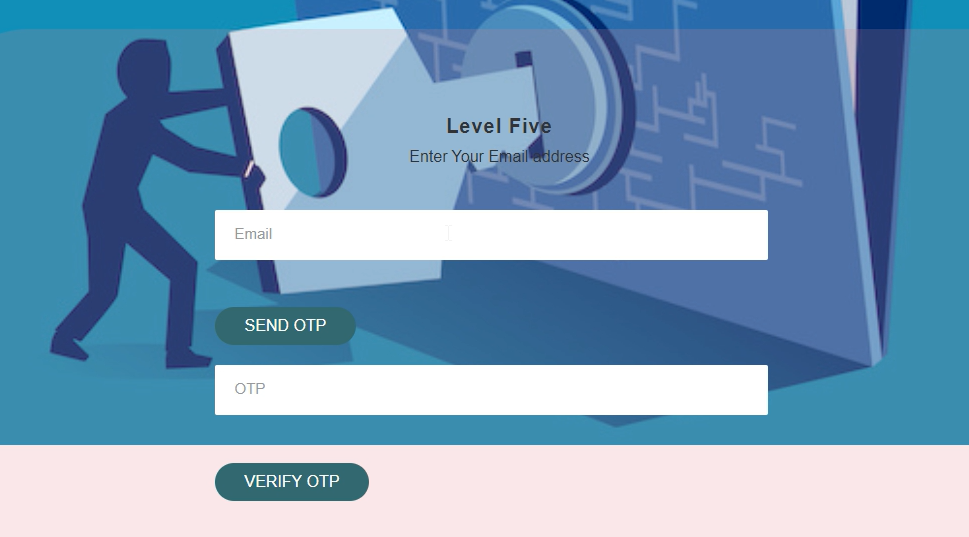 Level Five
Enter Your Email address
Email
SEND OTP
OTP
VERIFY OTP